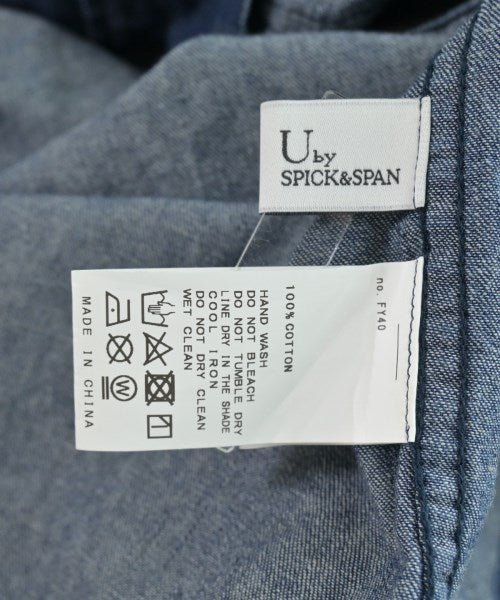 U by
SPICK&SPAN
no. FY40
100% COTTON
HAND WASH
DO NOT BLEACH
DO NOT TUMBLE DRY
LINE DRY IN THE SHADE
COOL IRON
DO NOT DRY CLEAN
WET CLEAN
W
MADE IN CHINA